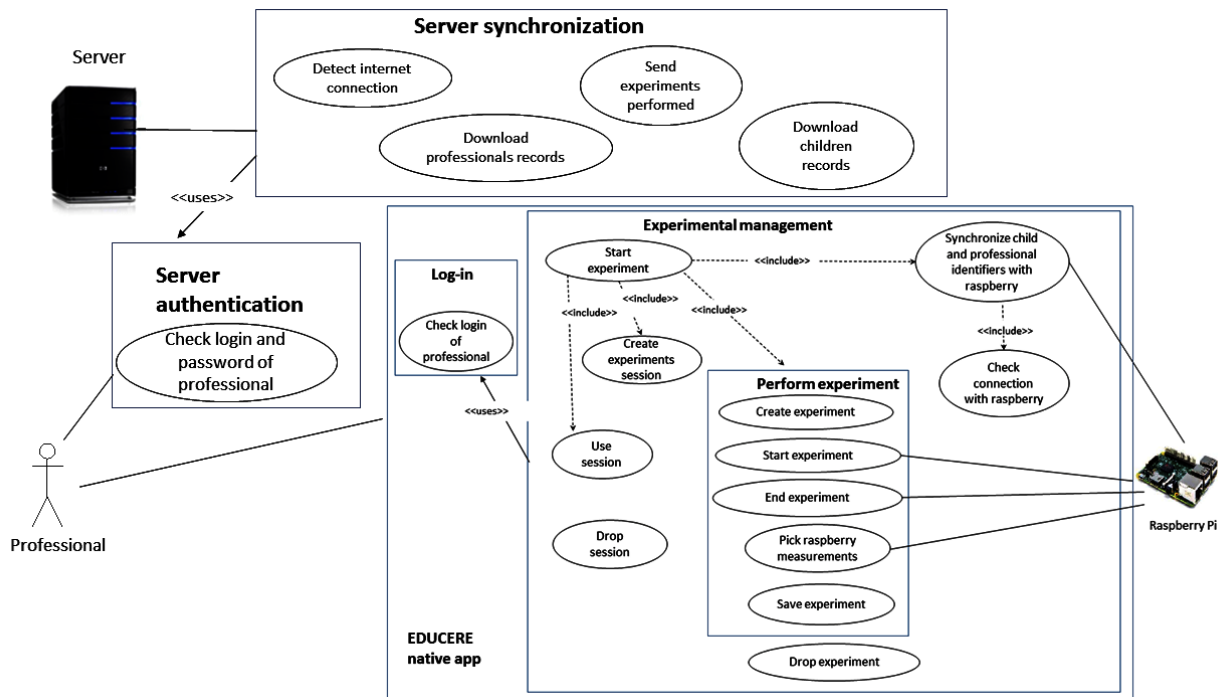 Server synchronization
Server
Detect internet
connection
Send
experiments
performed
Download
professionals records
Download
children
records
<<uses>>
Server
authentication
Check login and
password of
professional
Professional
Log-in
Check login
of
professional
<<uses>>
EDUCERE
native app
Experimental management
Start
experiment
<<include>>
Synchronize child
and professional
identifiers with
raspberry
<<include>>
<<include>>
<<include>>
<<include>>
Create
experiments
session
Check
connection
with raspberry
Use
session
Drop
session
Perform experiment
Create experiment
Start experiment
End experiment
Pick raspberry
measurements
Save experiment
Drop experiment
Raspberry Pi